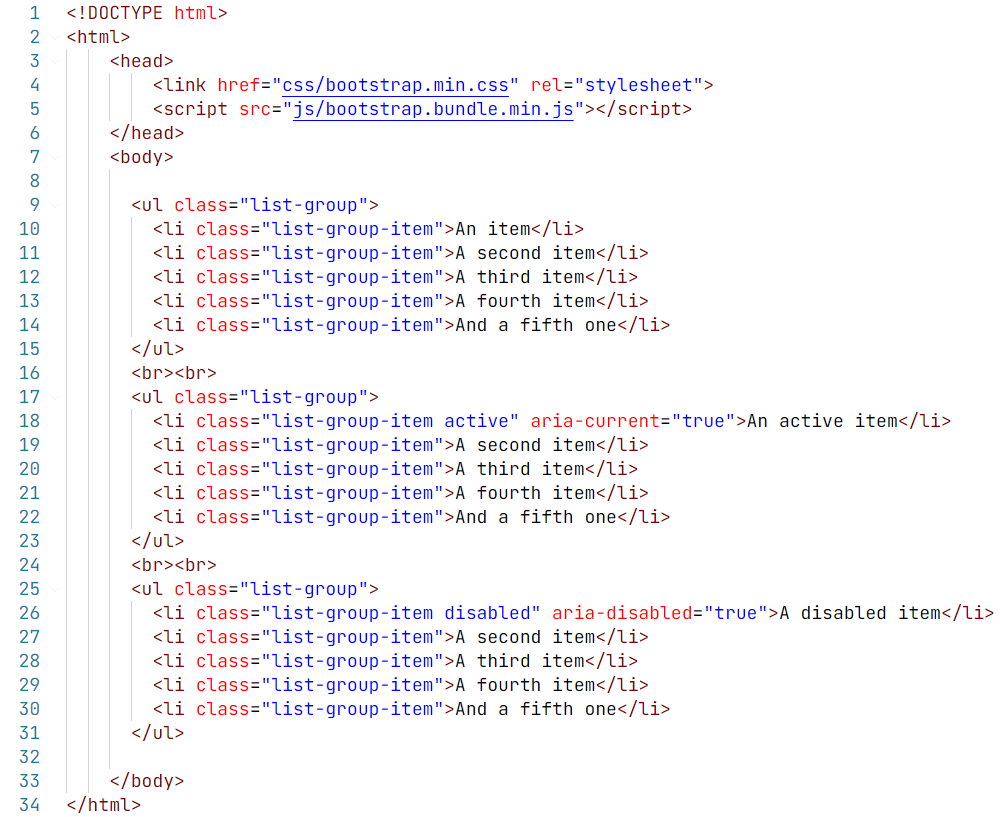 1 <!DOCTYPE html>
2 <html>
3 <head>
4 <link href="css/bootstrap.min.css" rel="stylesheet">
5 <script src="js/bootstrap.bundle.min.js"></script>
6 </head>
7 <body>
8
9 <ul class="list-group">
10 <li class="list-group-item">An item</li>
11 <li class="list-group-item">A second item</li>
12 <li class="list-group-item">A third item</li>
13 <li class="list-group-item">A fourth item</li>
14 <li class="list-group-item">And a fifth one</li>
15 </ul>
16 <br><br>
17 <ul class="list-group">
18 <li class="list-group-item active" aria-current="true">An active item</li>
19 <li class="list-group-item">A second item</li>
20 <li class="list-group-item">A third item</li>
21 <li class="list-group-item">A fourth item</li>
22 <li class="list-group-item">And a fifth one</li>
23 </ul>
24 <br><br>
25 <ul class="list-group">
26 <li class="list-group-item disabled" aria-disabled="true">A disabled item</li>
27 <li class="list-group-item">A second item</li>
28 <li class="list-group-item">A third item</li>
29 <li class="list-group-item">A fourth item</li>
30 <li class="list-group-item">And a fifth one</li>
31 </ul>
32
33 </body>
34 </html>